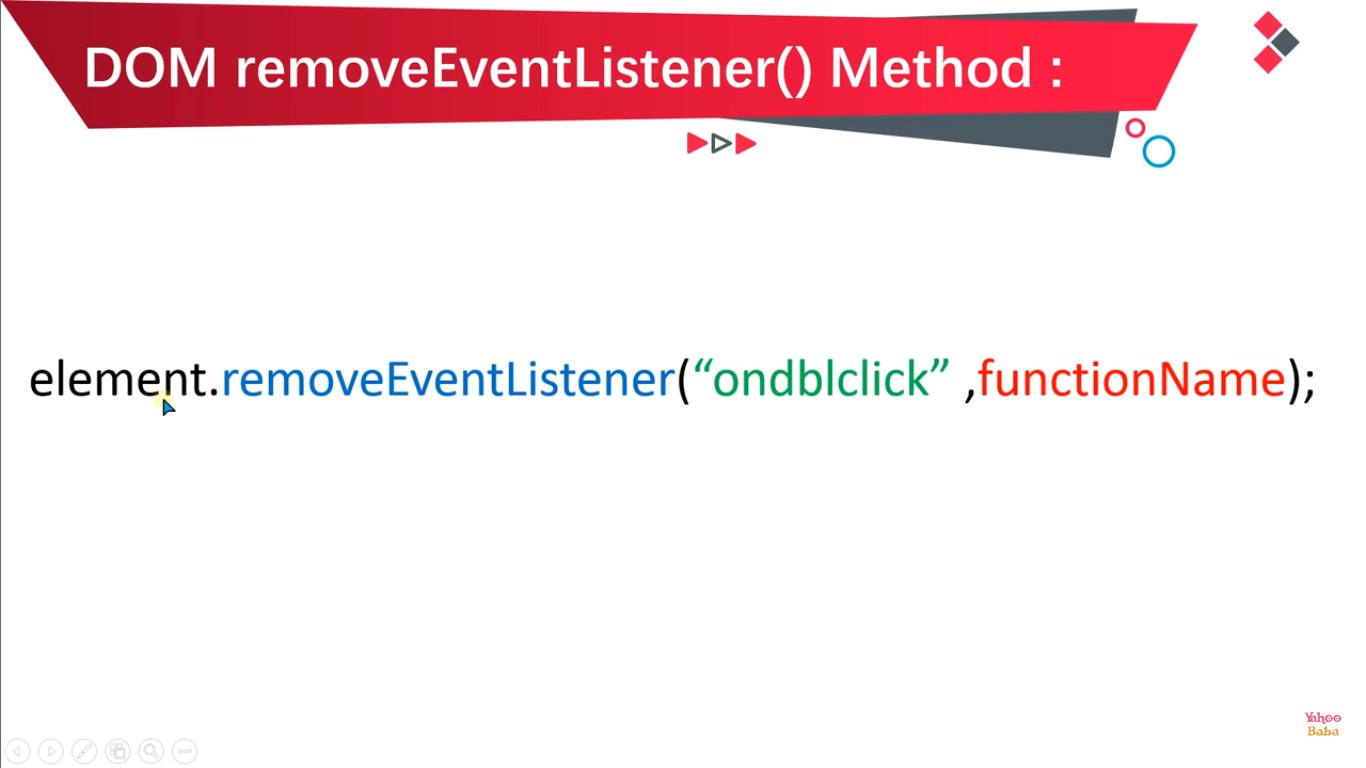 DOM removeEventListener() Method :
element.removeEventListener(“ondblclick” ,functionName);
Yahoo
Baba